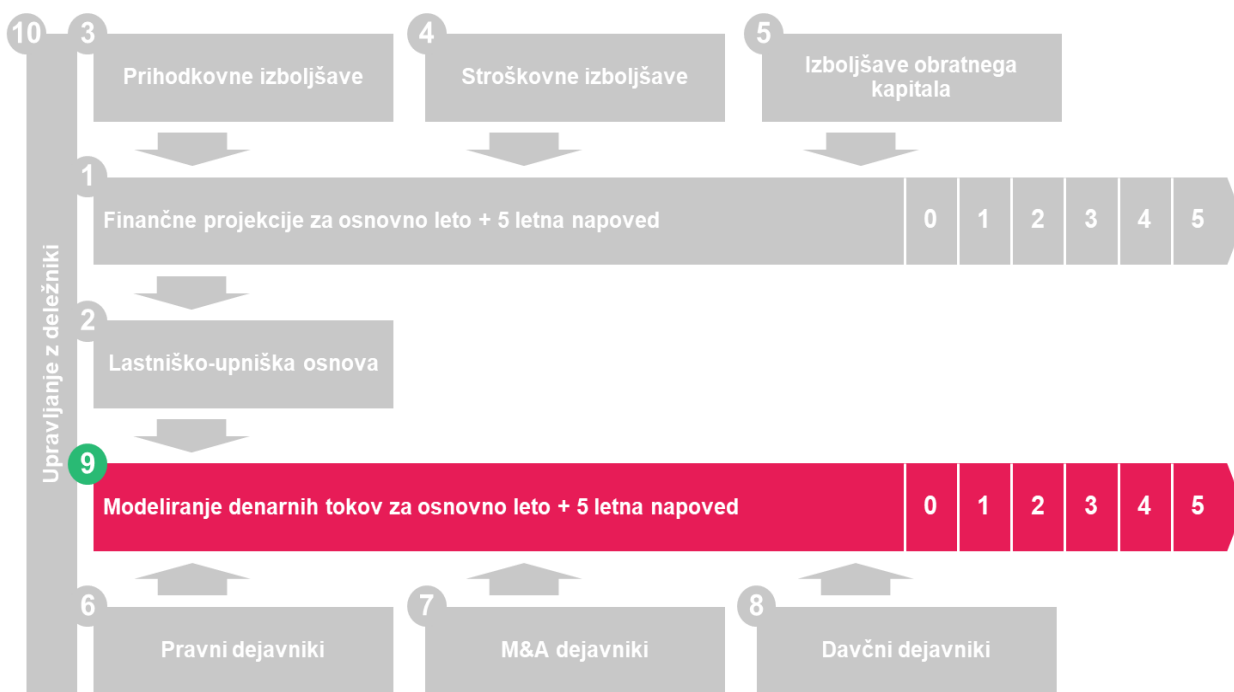 10
3
4
5
Prihodkovne izboljšave
Stroškovne izboljšave
Izboljšave obratnega
kapitala
1
Finančne projekcije za osnovno leto + 5 letna napoved
0 1 2 3 4 5
2
Lastniško-upniška osnova
Upravljanje z deležniki
9
Modeliranje denarnih tokov za osnovno leto + 5 letna napoved
0 1 2 3 4 5
6
7
8
Pravni dejavniki
M&A dejavniki
Davčni dejavniki